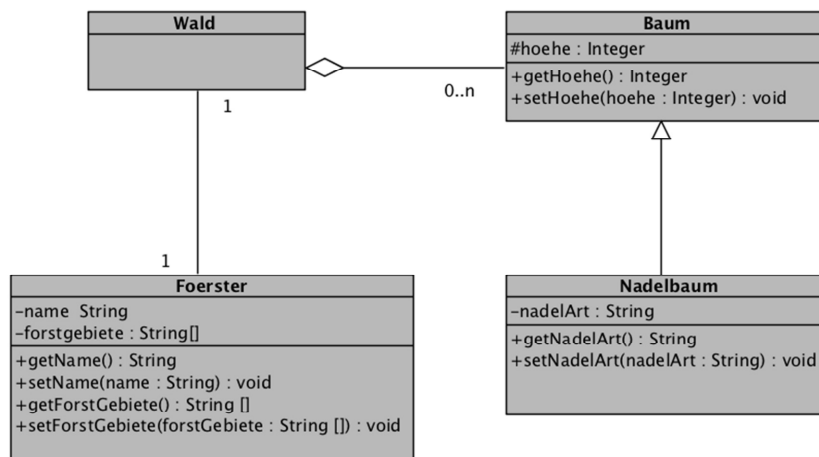 Wald
1
0..n
Baum
#hoehe : Integer
+getHoehe() : Integer
+setHoehe(hoehe : Integer) : void
1
Foerster
-name String
-forstgebiete : String[]
+getName() : String
+setName(name : String) : void
+getForstGebiete() : String []
+setForstGebiete(forstGebiete : String []) : void
Nadelbaum
-nadelArt : String
+getNadelArt() : String
+setNadelArt(nadelArt : String) : void